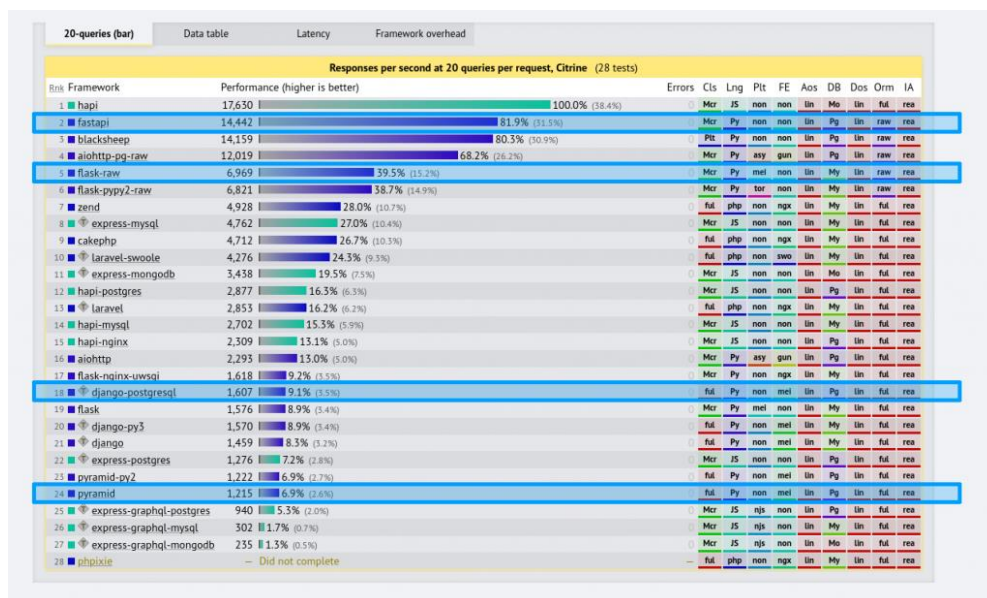 20-queries (bar) Data table Latency Framework overhead
Responses per second at 20 queries per request, Citrine (28 tests)
Rnk Framework Performance (higher is better) Errors Cls Lng Plt FE Aos DB Dos Orm IA
1 hapi 17,630 100.0% (38.4%) 0 Mcr JS non non lin Mo lin ful rea
2 fastapi 14,442 81.9% (31.5%) 0 Mcr Py non non lin Pg lin raw rea
3 blacksheep 14,159 80.3% (30.9%) 0 Plt Py non non lin Pg lin raw rea
4 aiohttp-pg-raw 12,019 68.2% (26.2%) 0 Mcr Py asy gun lin Pg lin raw rea
5 flask-raw 6,969 39.5% (15.2%) 0 Mcr Py mei non lin My lin raw rea
6 flask-pypy2-raw 6,821 38.7% (14.9%) 0 Mcr Py tor non lin My lin raw rea
7 zend 4,928 28.0% (10.7%) 0 ful php non ngx lin My lin ful rea
8 express-mysql 4,762 27.0% (10.4%) 0 Mcr JS non non lin My lin ful rea
9 cakephp 4,712 26.7% (10.3%) 0 ful php non ngx lin My lin ful rea
10 laravel-swoole 4,276 24.3% (9.3%) 0 ful php non swo lin My lin ful rea
11 express-mongodb 3,438 19.5% (7.5%) 0 Mcr JS non non lin Mo lin ful rea
12 hapi-postgres 2,877 16.3% (6.3%) 0 Mcr JS non non lin Pg lin ful rea
13 laravel 2,853 16.2% (6.2%) 0 ful php non ngx lin My lin ful rea
14 hapi-mysql 2,702 15.3% (5.9%) 0 Mcr JS non non lin My lin ful rea
15 hapi-nginx 2,309 13.1% (5.0%) 0 Mcr JS non non lin Pg lin ful rea
16 aiohttp 2,293 13.0% (5.0%) 0 Mcr Py asy gun lin Pg lin ful rea
17 flask-nginx-uwsgi 1,618 9.2% (3.5%) 0 Mcr Py non ngx lin My lin ful rea
18 django-postgresql 1,607 9.1% (3.5%) 0 ful Py non mei lin Pg lin ful rea
19 flask 1,576 8.9% (3.4%) 0 Mcr Py mei non lin My lin ful rea
20 django-py3 1,570 8.9% (3.4%) 0 ful Py non mei lin My lin ful rea
21 django 1,459 8.3% (3.2%) 0 ful Py non mei lin My lin ful rea
22 express-postgres 1,276 7.2% (2.8%) 0 Mcr JS non non lin Pg lin ful rea
23 pyramid-py2 1,222 6.9% (2.7%) 0 ful Py non mei lin Pg lin ful rea
24 pyramid 1,215 6.9% (2.6%) 0 ful Py non mei lin Pg lin ful rea
25 express-graphql-postgres 940 5.3% (2.0%) 0 Mcr JS njs non lin Pg lin ful rea
26 express-graphql-mysql 302 1.7% (0.7%) 0 Mcr JS njs non lin My lin ful rea
27 express-graphql-mongodb 235 1.3% (0.5%) 0 Mcr JS njs non lin Mo lin ful rea
28 phpixie — Did not complete — ful php non ngx lin My lin ful rea